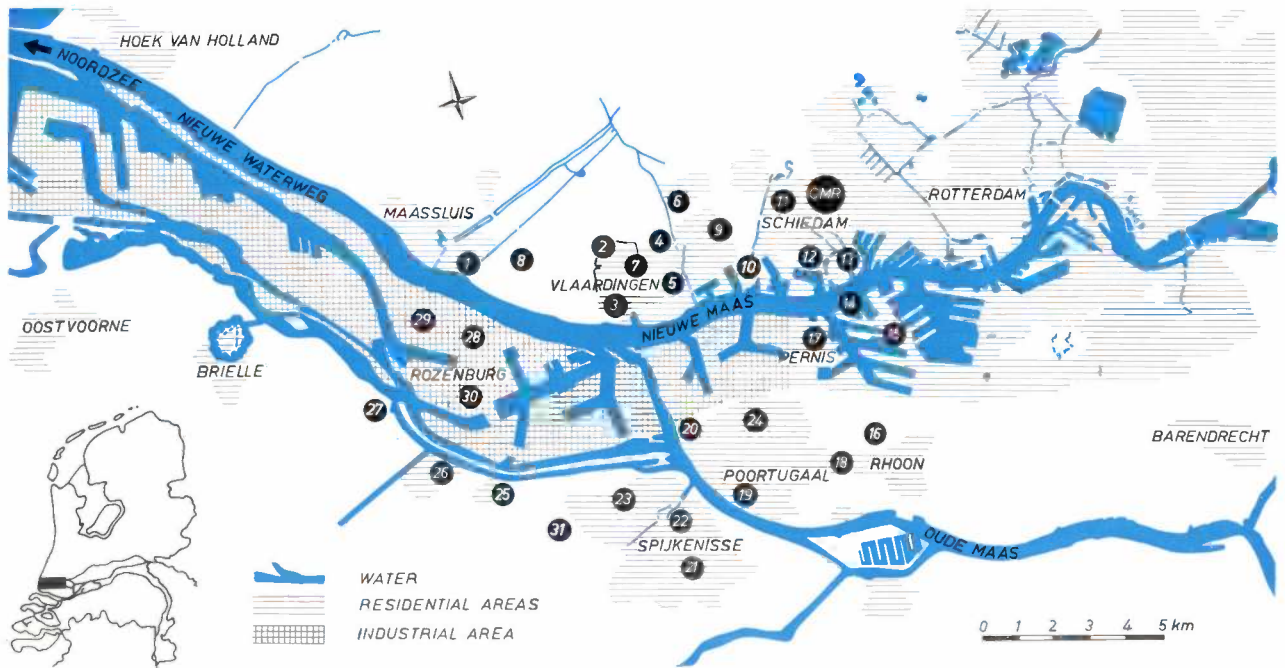 HOEK VAN HOLLAND
NOORDZEE
NIEUWE WATERWEG
MAASSLUIS
ROTTERDAM
SCHIEDAM
CMR
11
6
9
4
2
7
8
1
10
12
13
5
VLAARDINGEN
3
NIEUWE MAAS
14
15
17
PERNIS
OOSTVOORNE
BRIELLE
29
28
ROZENBURG
30
27
20
24
16
18
RHOON
BARENDRECHT
POORTUGAAL
19
26
25
23
22
31
SPIJKENISSE
21
OUDE MAAS
WATER
RESIDENTIAL AREAS
INDUSTRIAL AREA
0 1 2 3 4 5 km